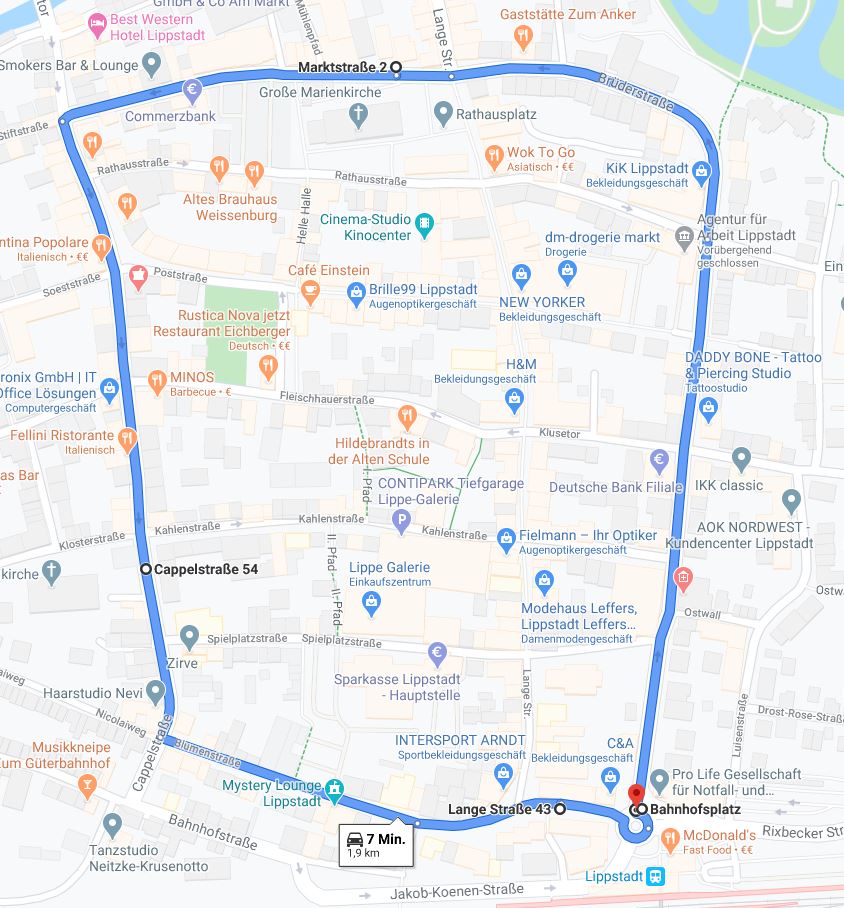 GmbH & Co Am Markt
Best Western
Hotel Lippstadt
Mühlenpfad
Lange Str.
Gaststätte Zum Anker
Smokers Bar & Lounge
Marktstraße 2
Brüderstraße
Commerzbank
Große Marienkirche
Rathausplatz
Stiftstraße
Rathausstraße
Rathausstraße
Wok To Go
Asiatisch • €€
KiK Lippstadt
Bekleidungsgeschäft
Altes Brauhaus
Weissenburg
Helle Halle
Cinema-Studio
Kinocenter
Agentur für
Arbeit Lippstadt
Vorübergehend
geschlossen
dm-drogerie markt
Drogerie
ntina Popolare
Italienisch • €€
Soeststraße
Poststraße
Café Einstein
Brille99 Lippstadt
Augenoptikergeschäft
NEW YORKER
Bekleidungsgeschäft
Ein
Rustica Nova jetzt
Restaurant Eichberger
Deutsch • €€
H&M
Bekleidungsgeschäft
DADDY BONE - Tattoo
& Piercing Studio
Tattoostudio
ronix GmbH | IT
Office Lösungen
Computergeschäft
MINOS
Barbecue • €
Fleischhauerstraße
Klusetor
Fellini Ristorante
Italienisch
Hildebrandts in
der Alten Schule
as Bar
I. Pfad
CONTIPARK Tiefgarage
Lippe-Galerie
Deutsche Bank Filiale
IKK classic
AOK NORDWEST -
Kundencenter Lippstadt
Klosterstraße
Kahlenstraße
Kahlenstraße
Kahlenstraße
Fielmann – Ihr Optiker
Augenoptikergeschäft
II. Pfad
II. Pfad
kirche
Cappelstraße 54
Lippe Galerie
Einkaufszentrum
Modehaus Leffers,
Lippstadt Leffers...
Damenmodengeschäft
Ostwall
Ostw
Zirve
Spielplatzstraße
Spielplatzstraße
Sparkasse Lippstadt
- Hauptstelle
Lange Str.
Haarstudio Nevi
Nicolaiweg
Cappelstraße
Blumenstraße
Luisenstraße
Drost-Rose-Straße
Musikkneipe
Zum Güterbahnhof
INTERSPORT ARNDT
Sportbekleidungsgeschäft
C&A
Bekleidungsgeschäft
Mystery Lounge
Lippstadt
Pro Life Gesellschaft
für Notfall- und...
Lange Straße 43
Bahnhofsplatz
Bahnhofstraße
7 Min.
1,9 km
McDonald's
Fast Food • €€
Rixbecker Str
Tanzstudio
Neitzke-Krusenotto
Lippstadt
Jakob-Koenen-Straße